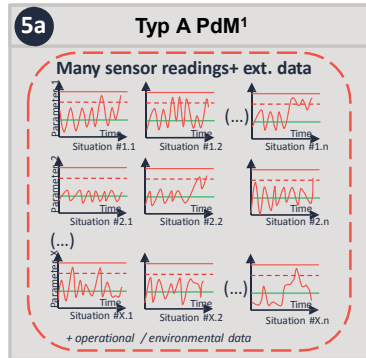 5a
Typ A PdM¹
Many sensor readings+ ext. data
Parameter 1
Time
Time
(...)
Time
Situation #1.1
Situation #1.2
Situation #1.n
Parameter 2
Time
Time
Time
Situation #2.1
Situation #2.2
Situation #2.n
(...)
Parameter X
Time
Time
(...)
Time
Situation #X.1
Situation #X.2
Situation #X.n
+ operational / environmental data